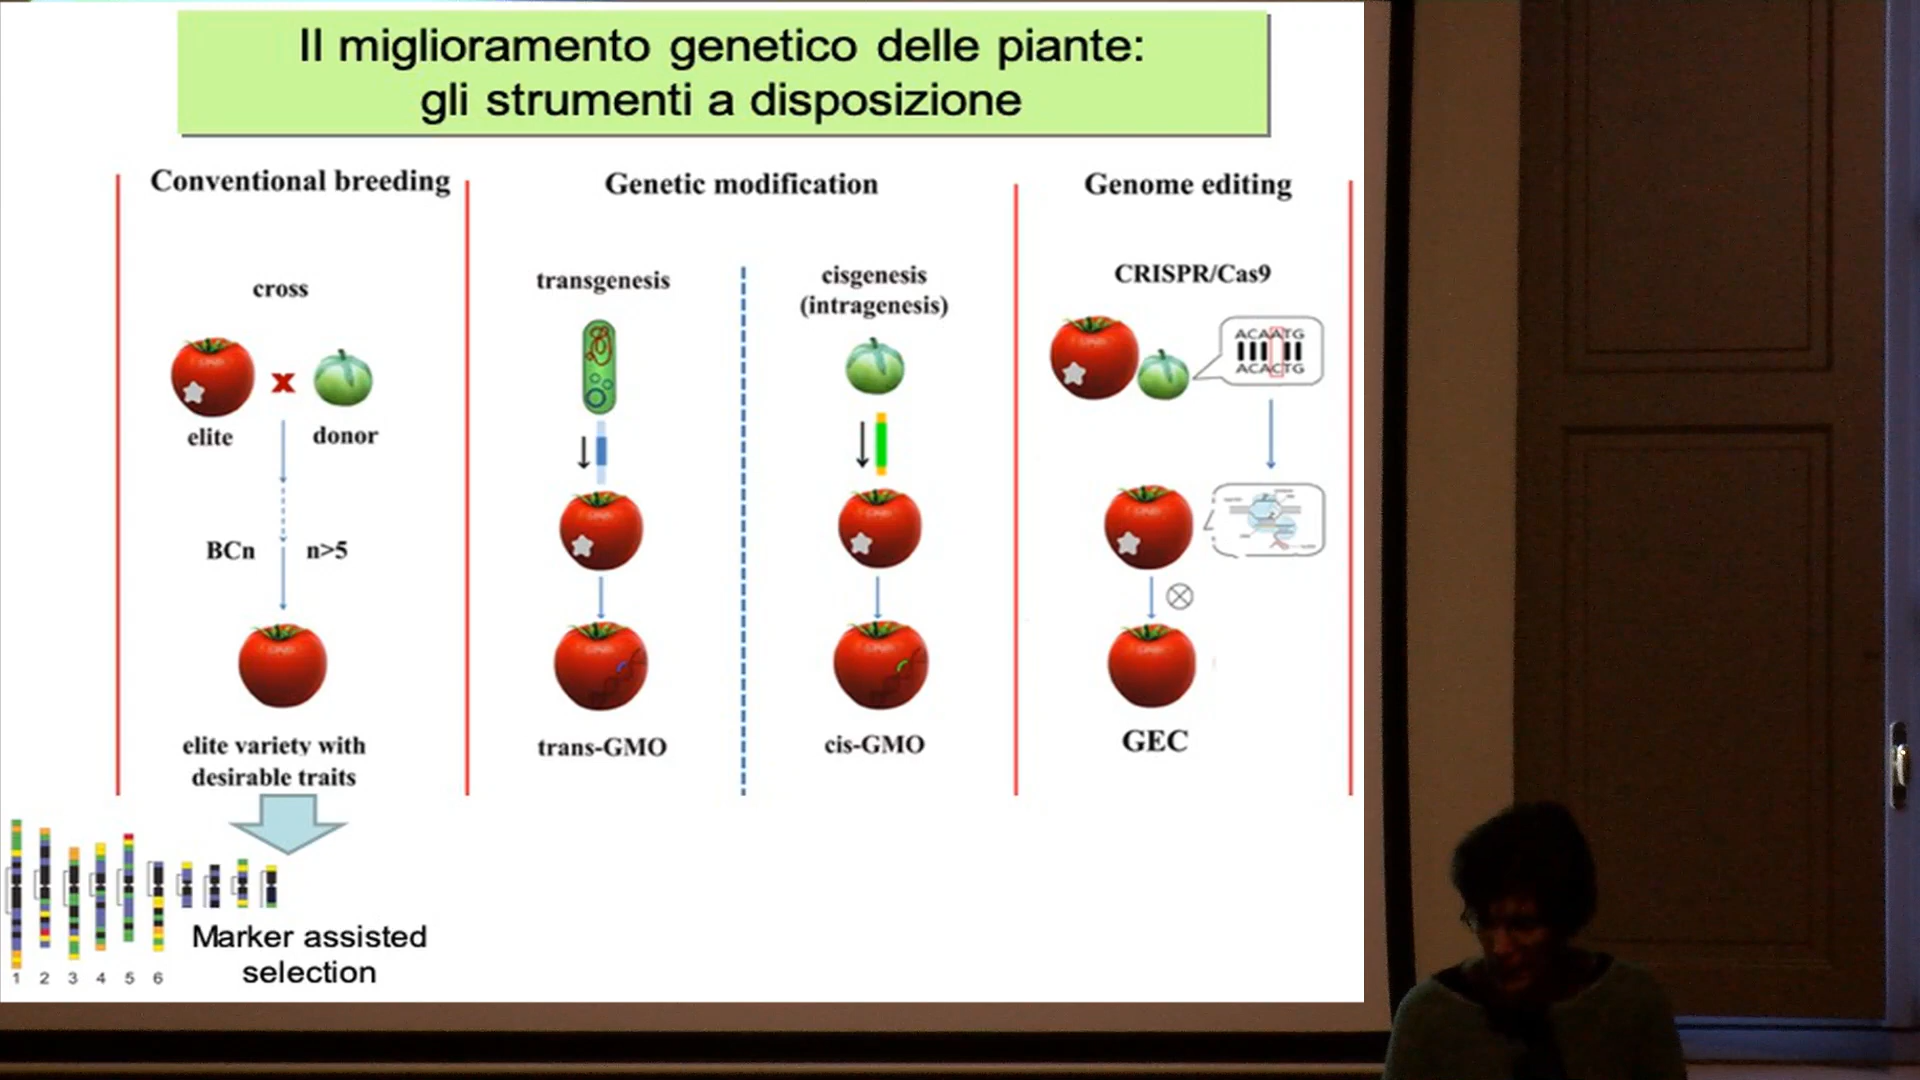 Il miglioramento genetico delle piante:
gli strumenti a disposizione
Conventional breeding
cross
elite
donor
BCn
n>5
elite variety with
desirable traits
Marker assisted
selection
1 2 3 4 5 6
Genetic modification
transgenesis
trans-GMO
cisgenesis
(intragenesis)
cis-GMO
Genome editing
CRISPR/Cas9
ACAATG
ACACTG
GEC